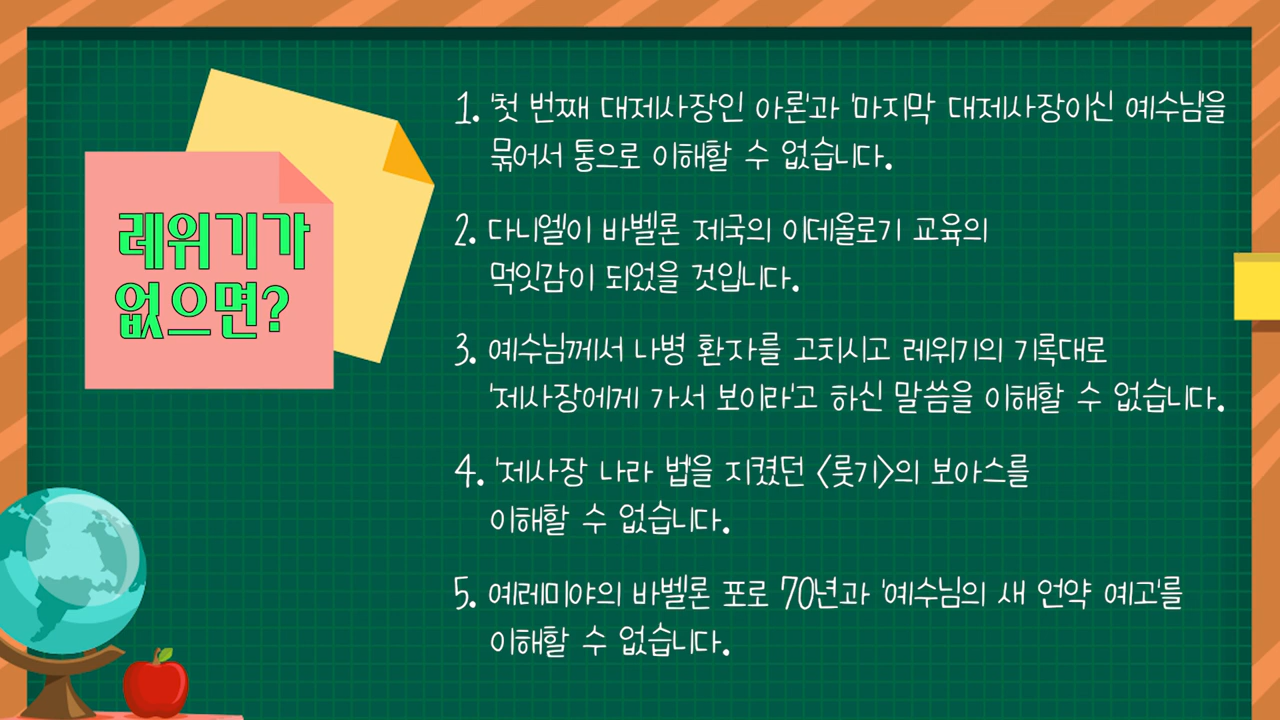 레위기가
없으면?
1. '첫 번째 대제사장인 아론'과 '마지막 대제사장이신 예수님'을
묶어서 통으로 이해할 수 없습니다.
2. 다니엘이 바벨론 제국의 이데올로기 교육의
먹잇감이 되었을 것입니다.
3. 예수님께서 나병 환자를 고치시고 레위기의 기록대로
'제사장에게 가서 보이라'고 하신 말씀을 이해할 수 없습니다.
4. '제사장 나라 법'을 지켰던 <룻기>의 보아스를
이해할 수 없습니다.
5. 예레미야의 바벨론 포로 70년과 '예수님의 새 언약 예고'를
이해할 수 없습니다.